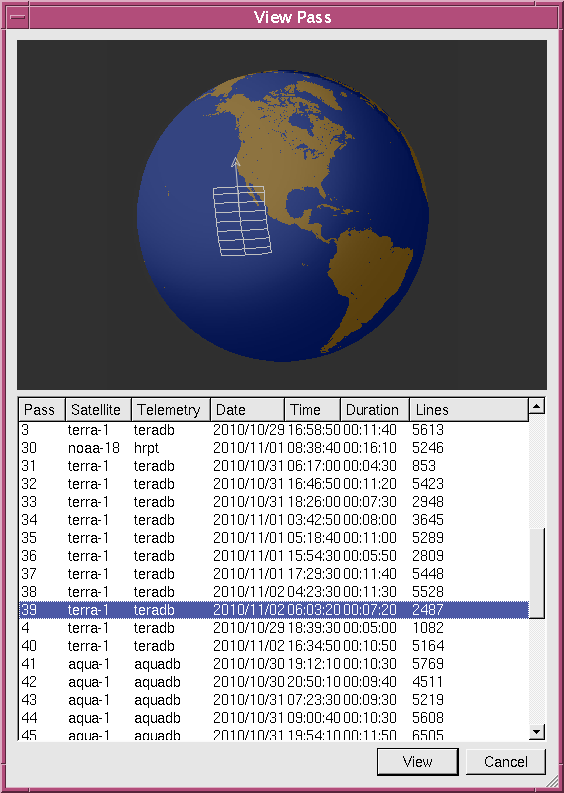 View Pass
Pass Satellite Telemetry Date Time Duration Lines
3 terra-1 teradb 2010/10/29 16:58:50 00:11:40 5613
30 noaa-18 hrpt 2010/11/01 08:38:40 00:16:10 5246
31 terra-1 teradb 2010/10/31 06:17:00 00:04:30 853
32 terra-1 teradb 2010/10/31 16:46:50 00:11:20 5423
33 terra-1 teradb 2010/10/31 18:26:00 00:07:30 2948
34 terra-1 teradb 2010/11/01 03:42:50 00:08:00 3645
35 terra-1 teradb 2010/11/01 05:18:40 00:11:00 5289
36 terra-1 teradb 2010/11/01 15:54:30 00:05:50 2809
37 terra-1 teradb 2010/11/01 17:29:30 00:11:40 5448
38 terra-1 teradb 2010/11/02 04:23:30 00:11:30 5528
39 terra-1 teradb 2010/11/02 06:03:20 00:07:20 2487
4 terra-1 teradb 2010/10/29 18:39:30 00:05:00 1082
40 terra-1 teradb 2010/11/02 16:34:50 00:10:50 5164
41 aqua-1 aquadb 2010/10/30 19:12:10 00:10:30 5769
42 aqua-1 aquadb 2010/10/30 20:50:10 00:09:40 4511
43 aqua-1 aquadb 2010/10/31 07:23:30 00:09:30 5219
44 aqua-1 aquadb 2010/10/31 09:00:40 00:10:30 5608
45 aqua-1 aquadb 2010/10/31 19:54:10 00:11:50 6505
View Cancel